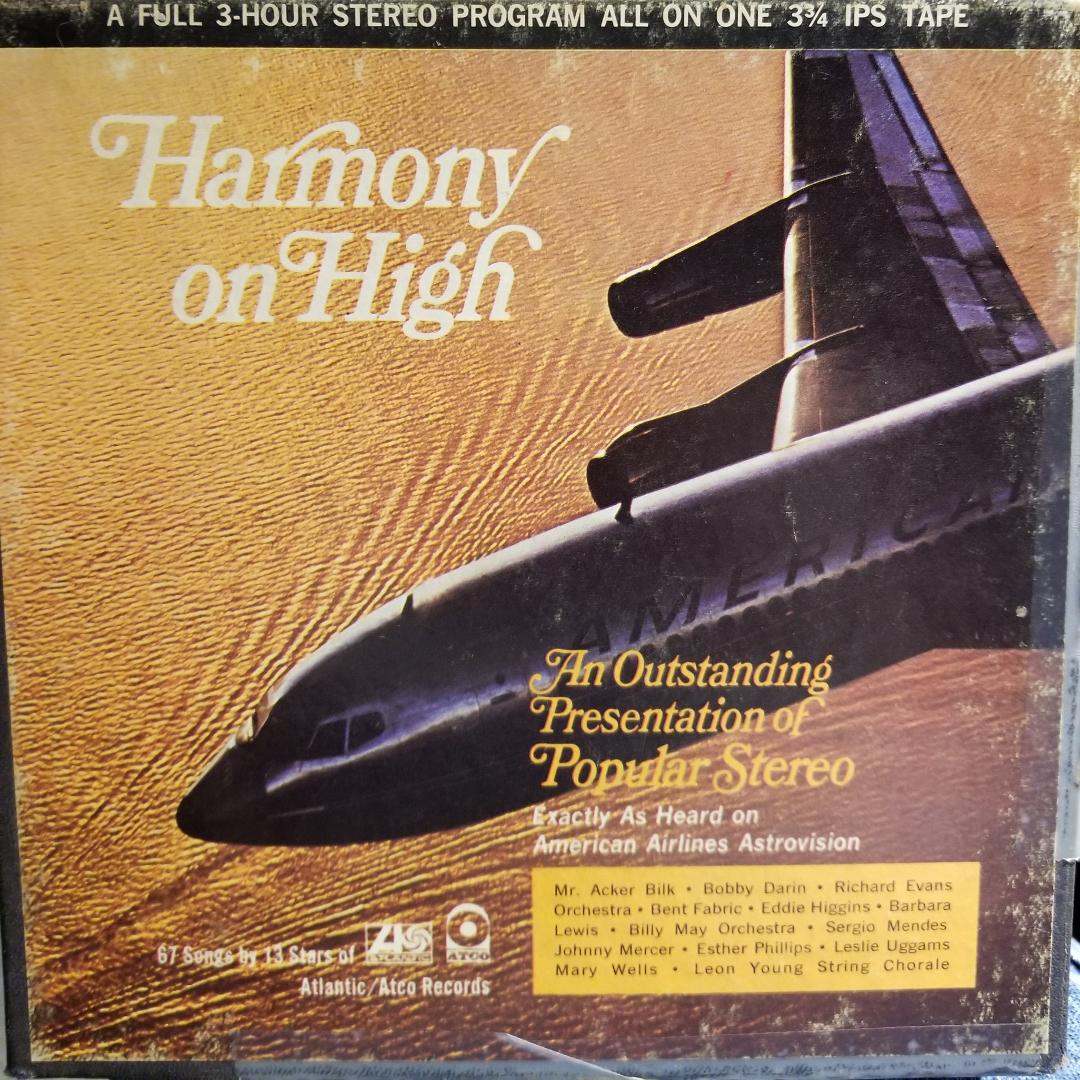 A FULL 3-HOUR STEREO PROGRAM ALL ON ONE 3¾ IPS TAPE
Harmony
on High
AMERICAN
An Outstanding
Presentation of
Popular Stereo
Exactly As Heard on
American Airlines Astrovision
Mr. Acker Bilk • Bobby Darin • Richard Evans
Orchestra • Bent Fabric • Eddie Higgins • Barbara
Lewis • Billy May Orchestra • Sergio Mendes
Johnny Mercer • Esther Phillips • Leslie Uggams
Mary Wells • Leon Young String Chorale
67 Songs by 13 Stars of
ATLANTIC
ATCO
Atlantic/Atco Records